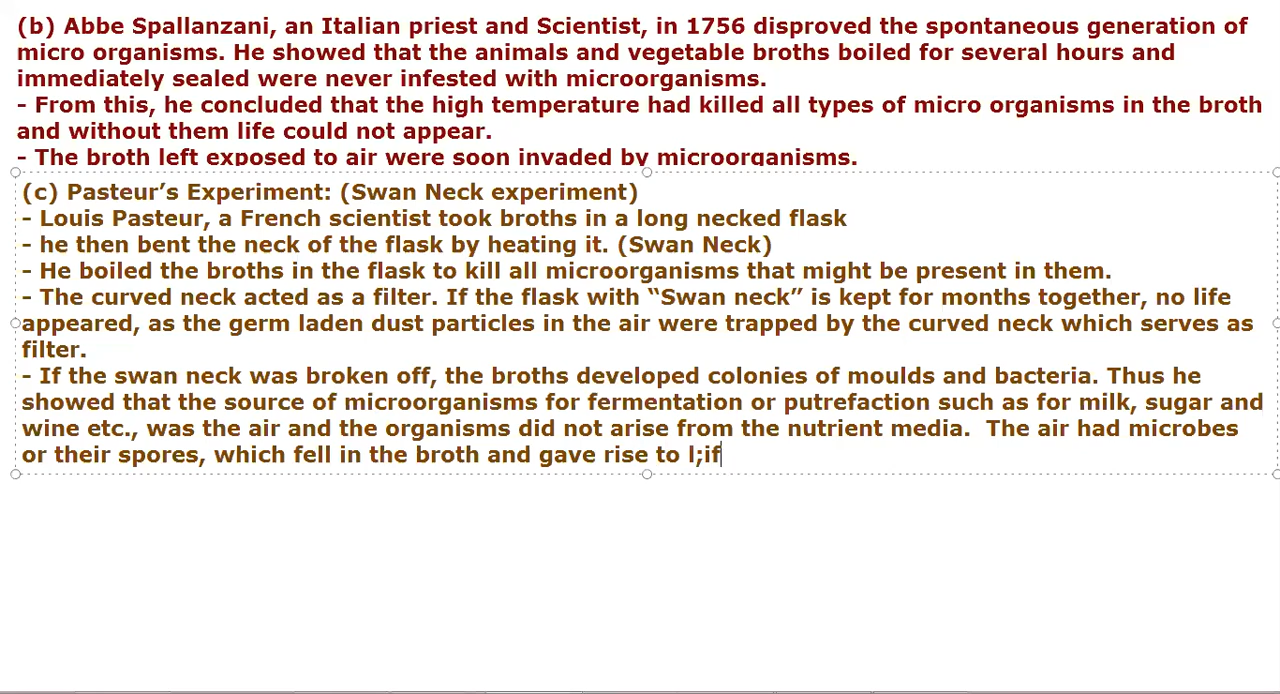 (b) Abbe Spallanzani, an Italian priest and Scientist, in 1756 disproved the spontaneous generation of
micro organisms. He showed that the animals and vegetable broths boiled for several hours and
immediately sealed were never infested with microorganisms.
- From this, he concluded that the high temperature had killed all types of micro organisms in the broth
and without them life could not appear.
- The broth left exposed to air were soon invaded by microorganisms.
(c) Pasteur’s Experiment: (Swan Neck experiment)
- Louis Pasteur, a French scientist took broths in a long necked flask
- he then bent the neck of the flask by heating it. (Swan Neck)
- He boiled the broths in the flask to kill all microorganisms that might be present in them.
- The curved neck acted as a filter. If the flask with “Swan neck” is kept for months together, no life
appeared, as the germ laden dust particles in the air were trapped by the curved neck which serves as
filter.
- If the swan neck was broken off, the broths developed colonies of moulds and bacteria. Thus he
showed that the source of microorganisms for fermentation or putrefaction such as for milk, sugar and
wine etc., was the air and the organisms did not arise from the nutrient media.  The air had microbes
or their spores, which fell in the broth and gave rise to l;if